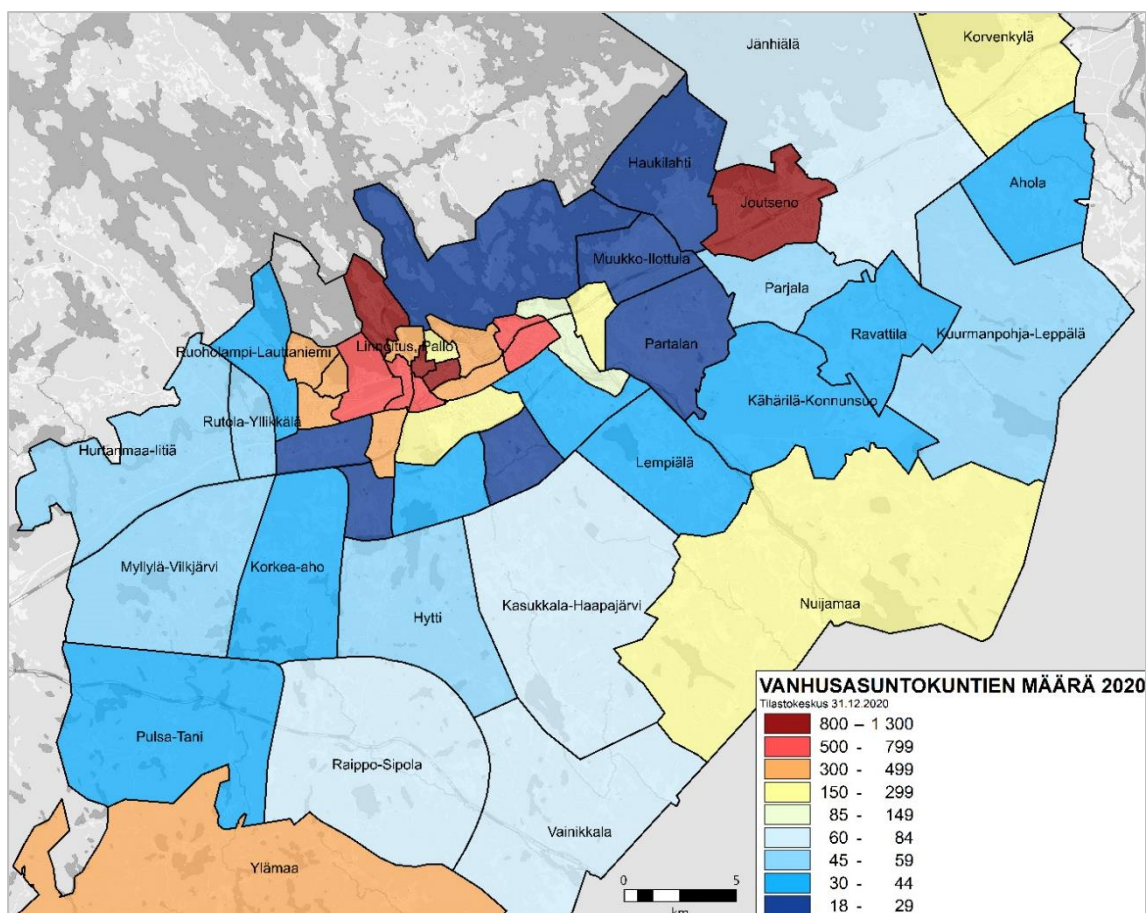 Jänhiälä
Korvenkylä
Haukilahti
Ahola
Joutseno
Muukko-Ilottula
Parjala
Ravattila
Kuurmanpohja-Leppälä
Partalan
Ruoholampi-Lauttaniemi
Linnoitus, Pallo
Rutola-Yllikkälä
Kähärilä-Konnunsuo
Hurtanmaa-Iitiä
Lempiälä
Myllylä-Vilkjärvi
Korkea-aho
Hytti
Kasukkala-Haapajärvi
Nuijamaa
Pulsa-Tani
Raippo-Sipola
Vainikkala
Ylämaa
0 5
km
VANHUSASUNTOKUNTIEN MÄÄRÄ 2020
Tilastokeskus 31.12.2020
800 – 1 300
500 - 799
300 - 499
150 - 299
85 - 149
60 - 84
45 - 59
30 - 44
18 - 29